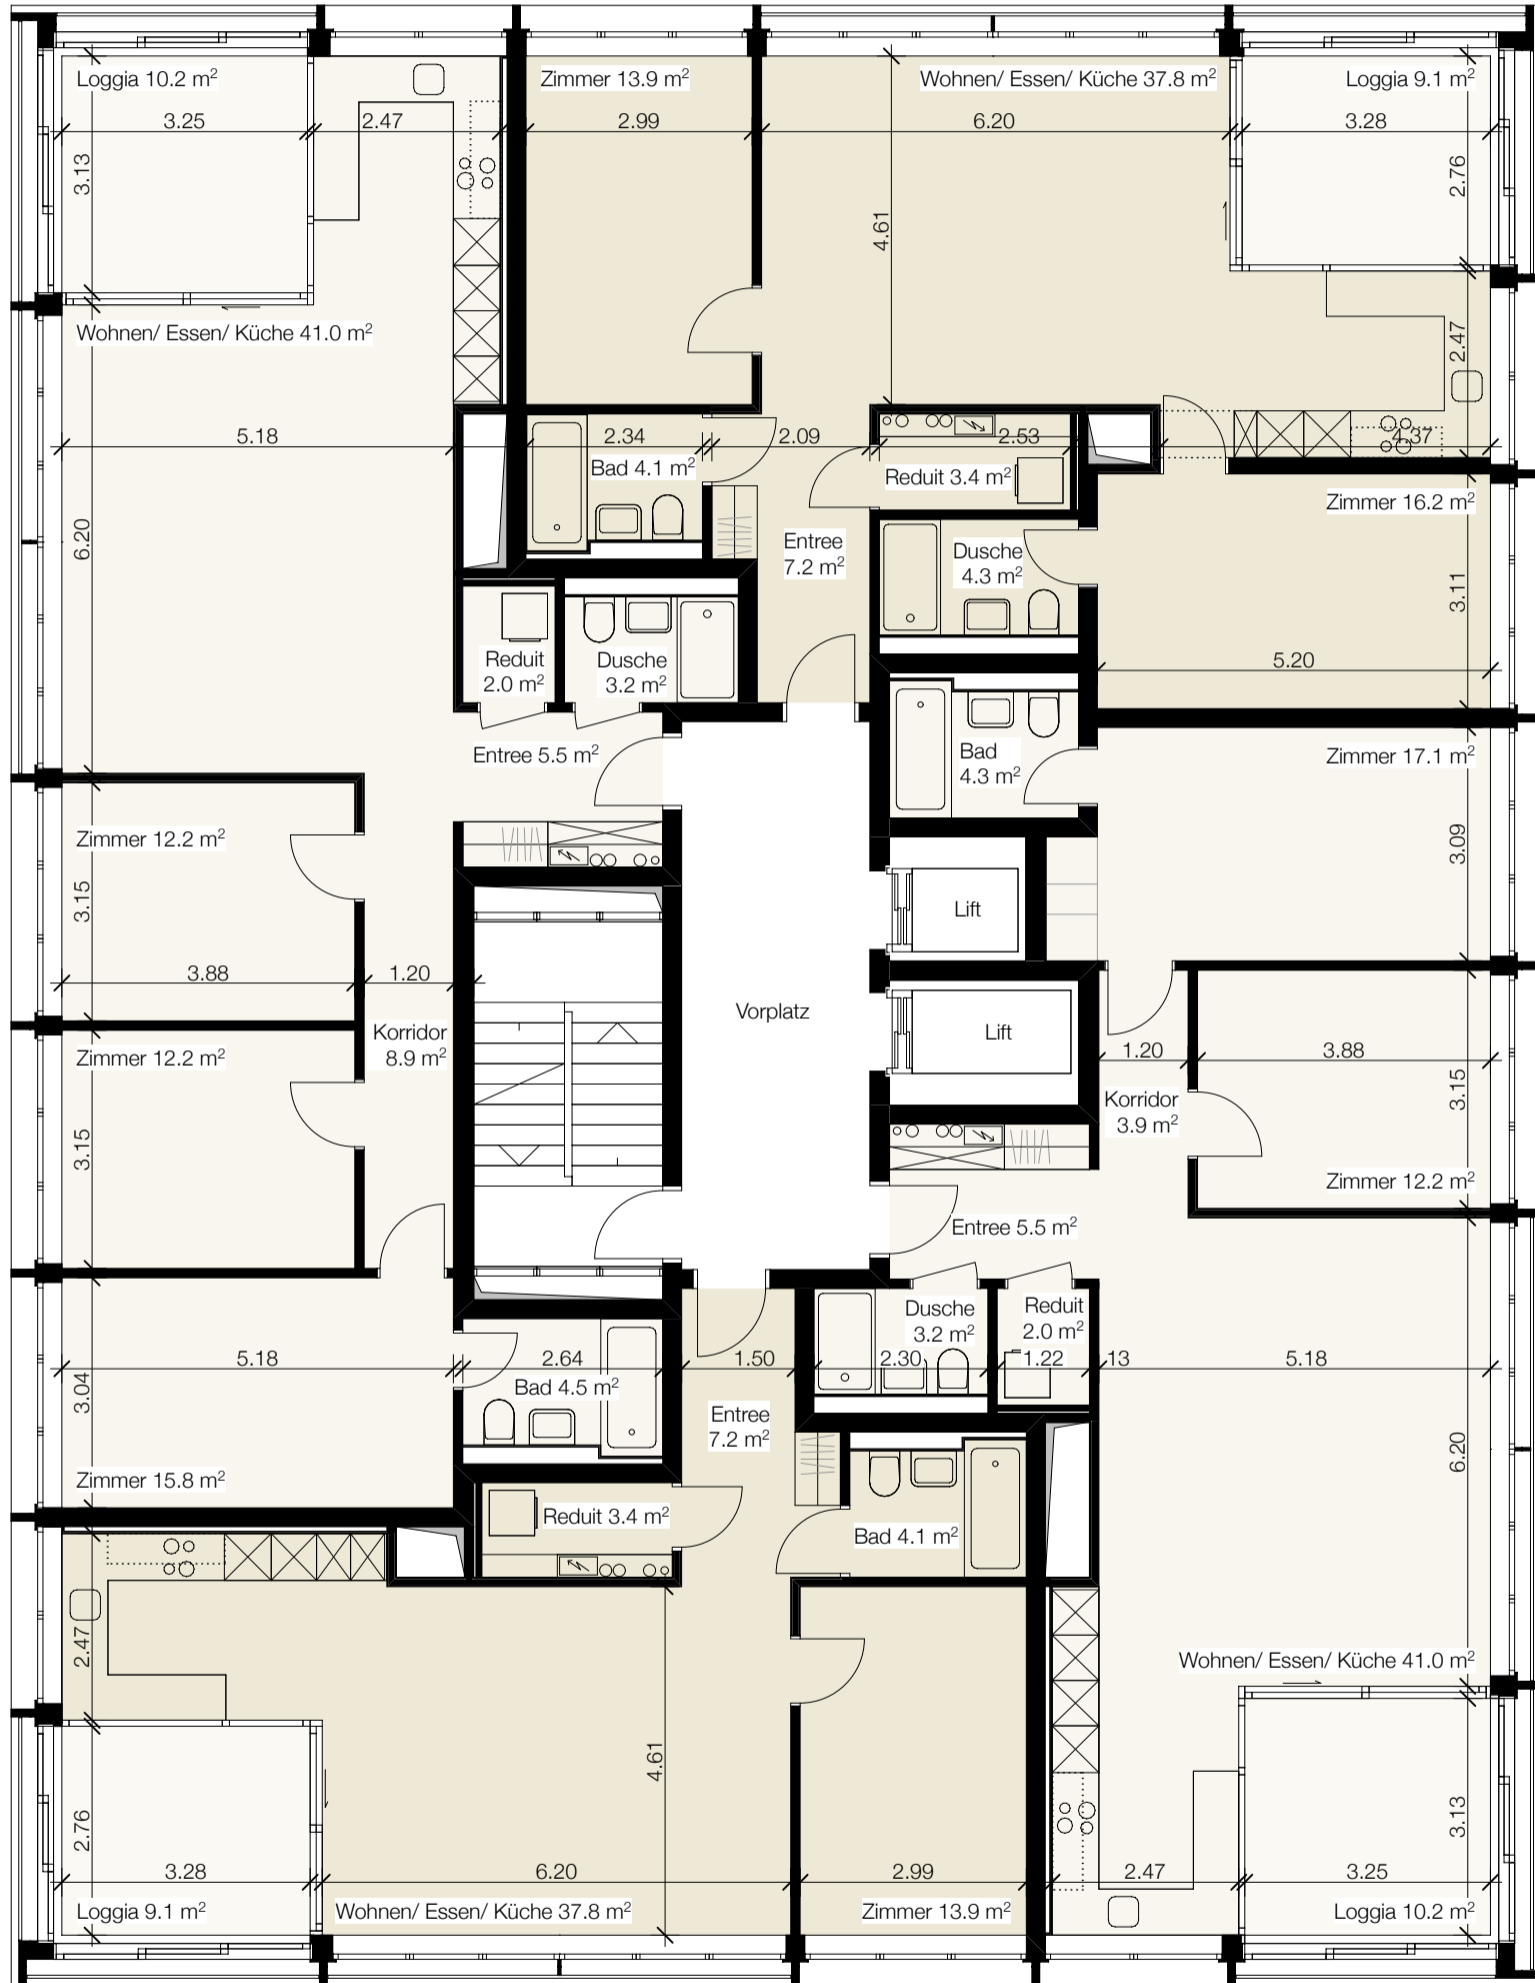 Loggia 10.2 m²
Zimmer 13.9 m²
Wohnen/ Essen/ Küche 37.8 m²
Loggia 9.1 m²
3.25
2.47
2.99
6.20
3.28
3.13
2.76
4.61
Wohnen/ Essen/ Küche 41.0 m²
2.47
5.18
2.34
2.09
2.53
4.37
Bad 4.1 m²
Reduit 3.4 m²
Zimmer 16.2 m²
6.20
Entree
7.2 m²
Dusche
4.3 m²
3.11
Reduit
2.0 m²
Dusche
3.2 m²
5.20
Entree 5.5 m²
Bad
4.3 m²
Zimmer 17.1 m²
Zimmer 12.2 m²
3.09
3.15
Lift
3.88
1.20
Vorplatz
Korridor
8.9 m²
Lift
Zimmer 12.2 m²
1.20
3.88
3.15
Korridor
3.9 m²
3.15
Zimmer 12.2 m²
Entree 5.5 m²
Dusche
3.2 m²
Reduit
2.0 m²
5.18
2.64
1.50
2.30
1.22
13
5.18
3.04
Bad 4.5 m²
Entree
7.2 m²
6.20
Zimmer 15.8 m²
Reduit 3.4 m²
Bad 4.1 m²
2.47
Wohnen/ Essen/ Küche 41.0 m²
4.61
2.76
3.13
3.28
6.20
2.99
2.47
3.25
Loggia 9.1 m²
Wohnen/ Essen/ Küche 37.8 m²
Zimmer 13.9 m²
Loggia 10.2 m²